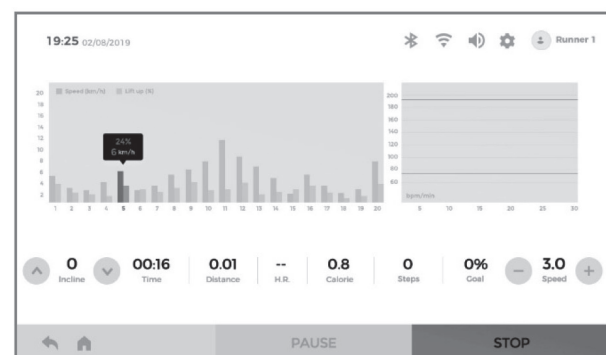 19:25 02/08/2019
Runner 1
Speed (km/h) Lift up (%)
20
18
16
14
12
10
8
6
4
2
24%
6 km/h
1 2 3 4 5 6 7 8 9 10 11 12 13 14 15 16 17 18 19 20
200
180
160
140
120
100
80
60
bpm/min
5 10 15 20 25 30
0 00:16 0.01 -- 0.8 0 0% 3.0
Incline Time Distance H.R. Calorie Steps Goal Speed
PAUSE STOP